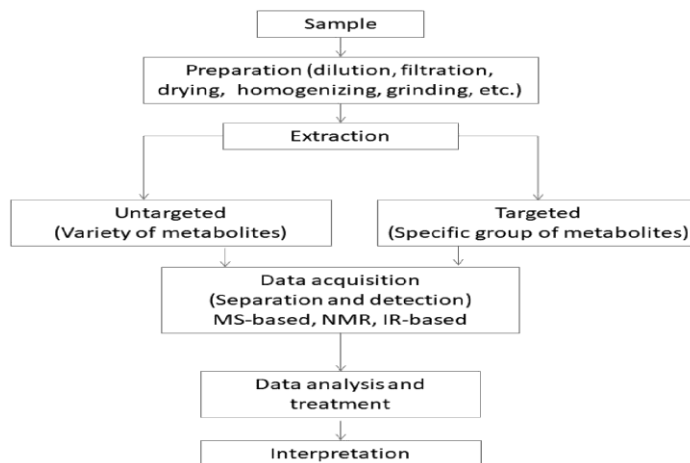 Sample
Preparation (dilution, filtration,
drying, homogenizing, grinding, etc.)
Extraction
Untargeted
(Variety of metabolites)
Targeted
(Specific group of metabolites)
Data acquisition
(Separation and detection)
MS-based, NMR, IR-based
Data analysis and
treatment
Interpretation